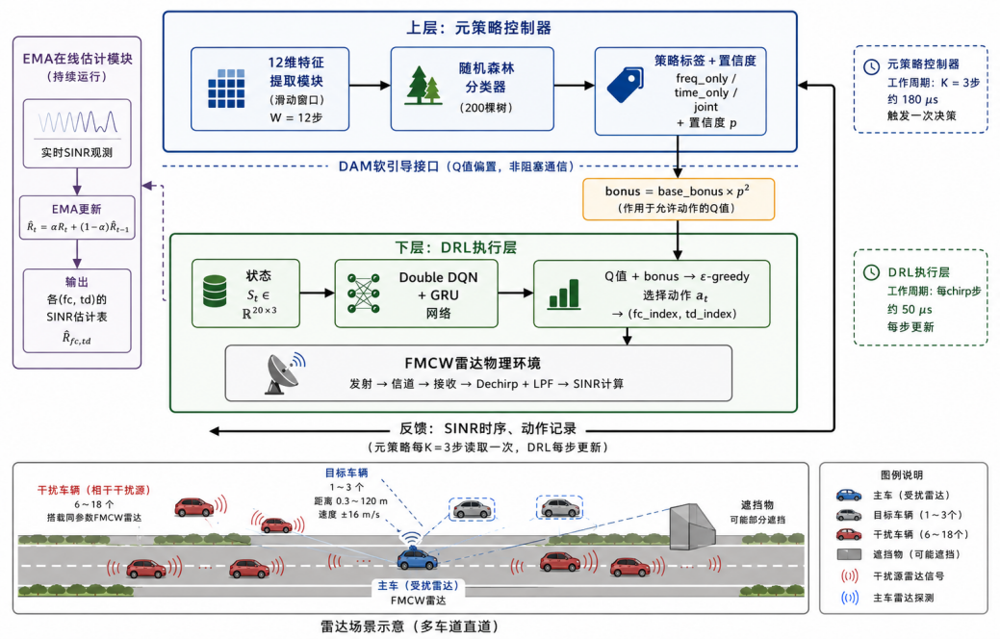 上层：元策略控制器
12维特征
提取模块
（滑动窗口）
W = 12步
随机森林
分类器
（200棵树）
策略标签＋置信度
freq_only /
time_only /
joint
+ 置信度 p
DAM软引导接口（Q值偏置，非阻塞通信）
bonus = base_bonus × p²
（作用于允许动作的Q值）
EMA在线估计模块
（持续运行）
实时SINR观测
EMA更新
R̂ₜ = αRₜ + (1−α)R̂ₜ₋₁
输出
各(fc, td)的
SINR估计表
R̂_{fc,td}
元策略控制器
工作周期：K = 3步
约 180 μs
触发一次决策
下层：DRL执行层
状态
Sₜ ∈
ℝ^{20×3}
Double DQN
+ GRU
网络
Q值 + bonus → ε-greedy
选择动作 aₜ
→ (fc_index, td_index)
FMCW雷达物理环境
发射 → 信道 → 接收 → Dechirp + LPF → SINR计算
DRL执行层
工作周期：每chirp步
约 50 μs
每步更新
反馈：SINR时序、动作记录
（元策略每K=3步读取一次，DRL每步更新）
干扰车辆（相干干扰源）
6～18 个
搭载同参数FMCW雷达
目标车辆
1～3 个
距离 0.3～120 m
速度 ±16 m/s
遮挡物
可能部分遮挡
主车（受扰雷达）
FMCW雷达
图例说明
主车（受扰雷达）
目标车辆（1～3个）
干扰车辆（6～18个）
遮挡物（可能遮挡）
干扰源雷达信号
主车雷达探测
雷达场景示意（多车道直道）